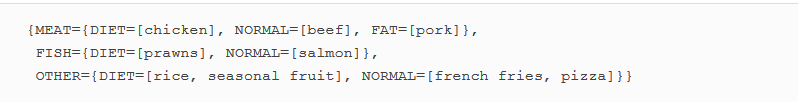 {MEAT={DIET=[chicken], NORMAL=[beef], FAT=[pork]},
FISH={DIET=[prawns], NORMAL=[salmon]},
OTHER={DIET=[rice, seasonal fruit], NORMAL=[french fries, pizza]}}